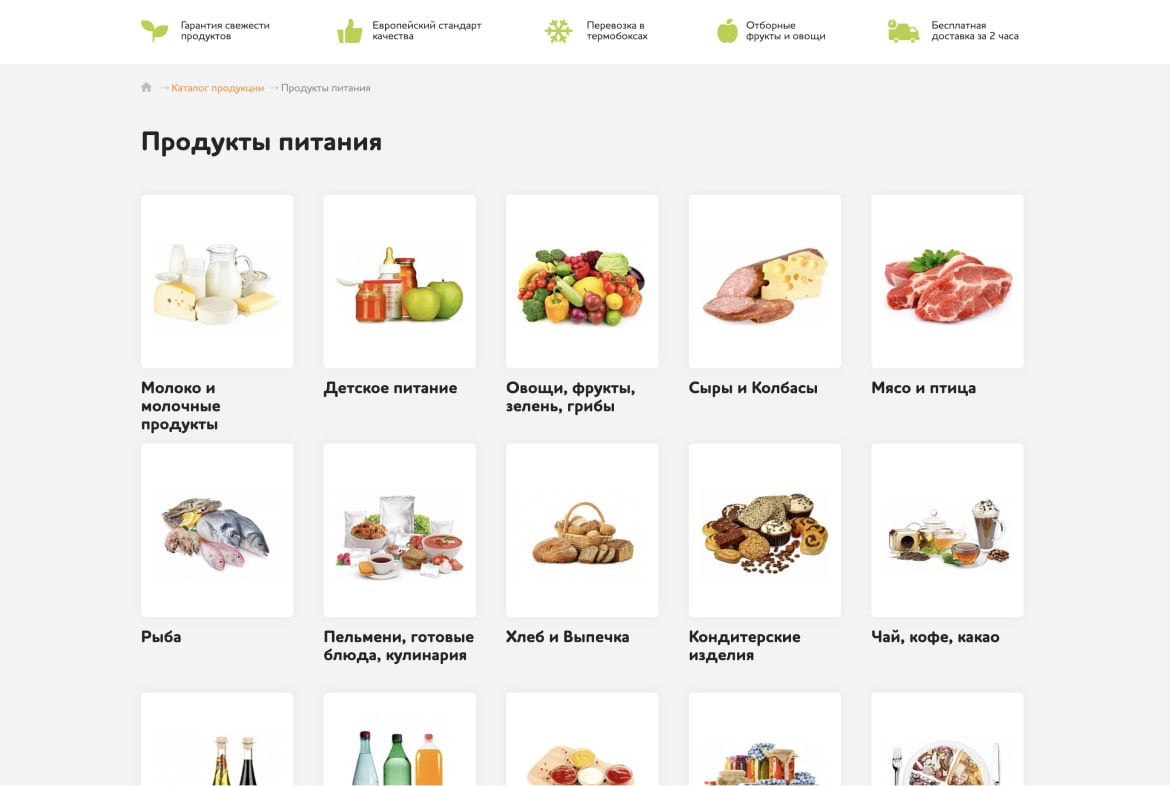 Гарантия свежести
продуктов
Европейский стандарт
качества
Перевозка в
термобоксах
Отборные
фрукты и овощи
Бесплатная
доставка за 2 часа
→ Каталог продукции → Продукты питания
Продукты питания
Молоко и
молочные
продукты
Детское питание
Овощи, фрукты,
зелень, грибы
Сыры и Колбасы
Мясо и птица
Рыба
Пельмени, готовые
блюда, кулинария
Хлеб и Выпечка
Кондитерские
изделия
Чай, кофе, какао